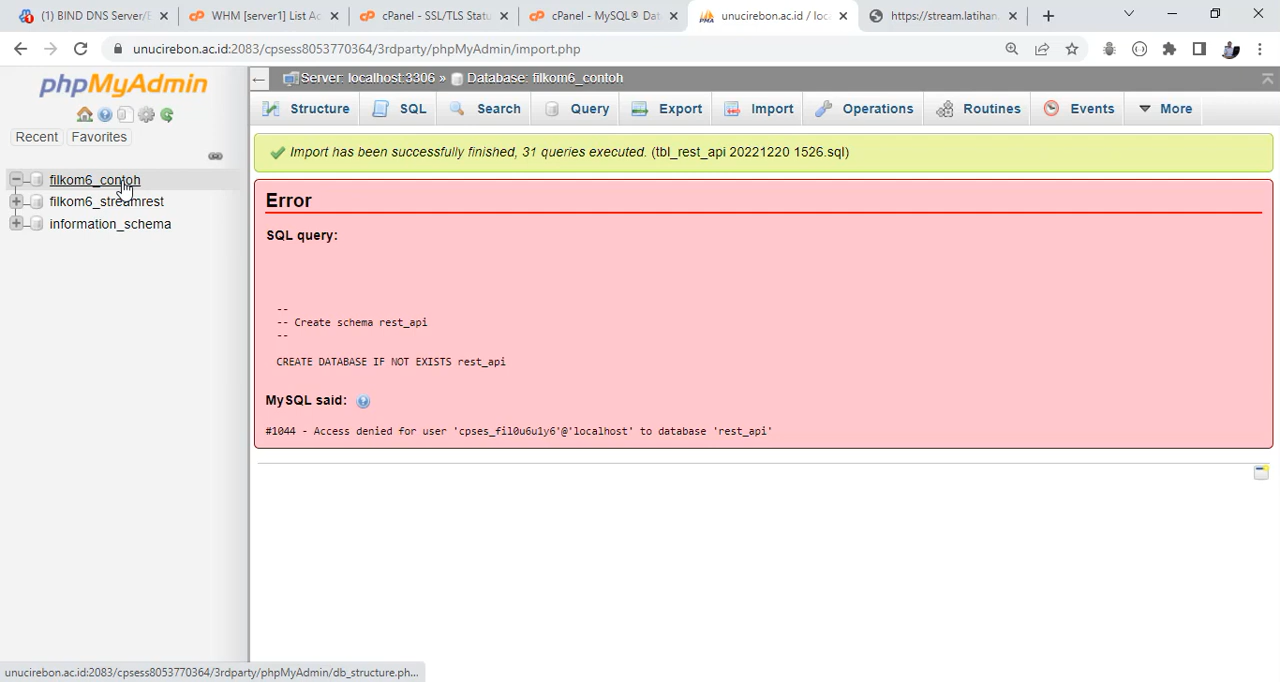 (1) BIND DNS Server/E
WHM [server1] List Ac
cPanel - SSL/TLS Statu
cPanel - MySQL® Dat
unucirebon.ac.id / loca
https://stream.latihan.
unucirebon.ac.id:2083/cpsess8053770364/3rdparty/phpMyAdmin/import.php
phpMyAdmin
Recent
Favorites
filkom6_contoh
filkom6_streamrest
information_schema
Server: localhost:3306 » Database: filkom6_contoh
Structure
SQL
Search
Query
Export
Import
Operations
Routines
Events
More
Import has been successfully finished, 31 queries executed. (tbl_rest_api 20221220 1526.sql)
Error
SQL query:
--
-- Create schema rest_api
--
CREATE DATABASE IF NOT EXISTS rest_api
MySQL said:
#1044 - Access denied for user 'cpses_fil0u6u1y6'@'localhost' to database 'rest_api'
unucirebon.ac.id:2083/cpsess8053770364/3rdparty/phpMyAdmin/db_structure.ph...